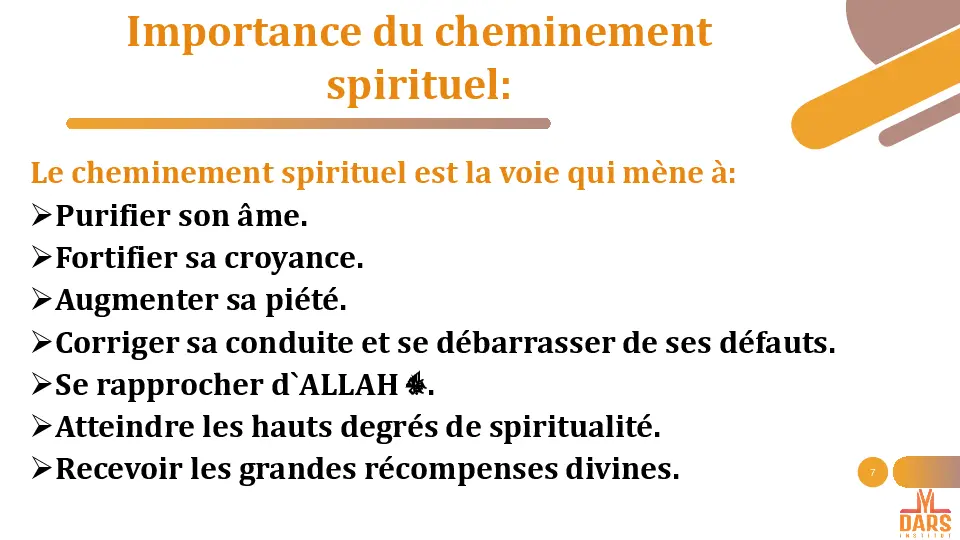 Importance du cheminement
spirituel:
Le cheminement spirituel est la voie qui mène à:
➢Purifier son âme.
➢Fortifier sa croyance.
➢Augmenter sa piété.
➢Corriger sa conduite et se débarrasser de ses défauts.
➢Se rapprocher d`ALLAH .
➢Atteindre les hauts degrés de spiritualité.
➢Recevoir les grandes récompenses divines.
7
DARS
INSTITUT